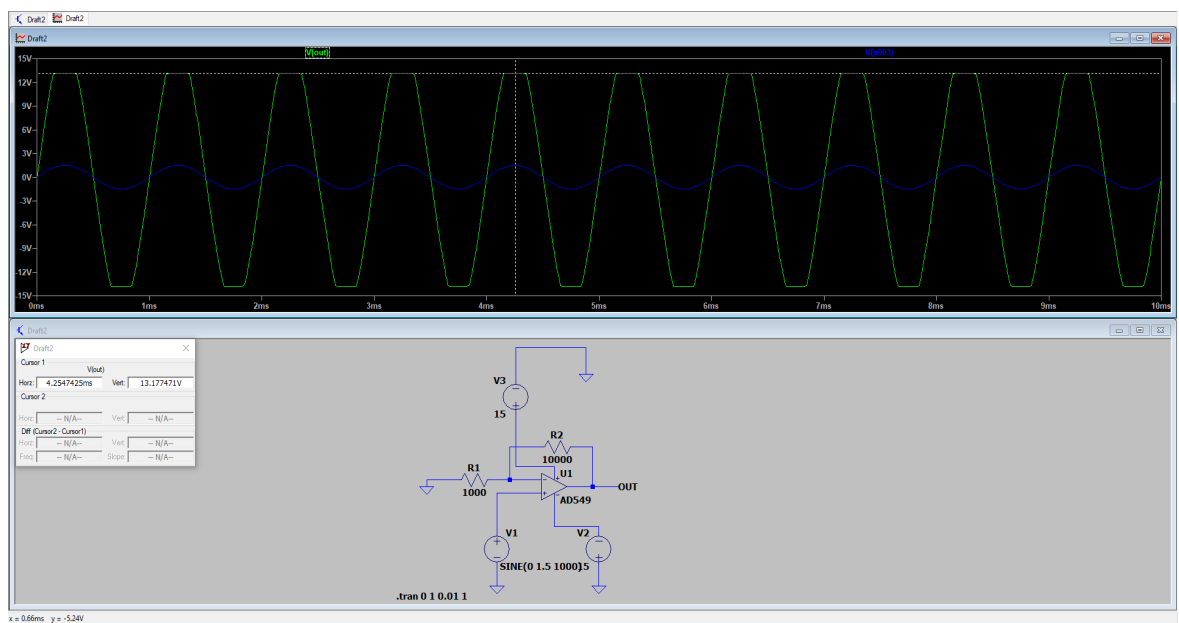 Draft2 Draft2
Draft2
V(out) V(n001)
15V
12V
9V
6V
3V
0V
-3V
-6V
-9V
-12V
-15V
0ms 1ms 2ms 3ms 4ms 5ms 6ms 7ms 8ms 9ms 10ms
Draft2
Draft2
Cursor 1
V(out)
Horz: 4.2547425ms Vert: 13.177471V
Cursor 2
Horz: -- N/A-- Vert: -- N/A--
Diff (Cursor2 - Cursor1)
Horz: -- N/A-- Vert: -- N/A--
Freq: -- N/A-- Slope: -- N/A--
V3
15
R2
10000
R1
1000
U1
AD549
OUT
V1
SINE(0 1.5 1000)
V2
15
.tran 0 1 0.01 1
x = 0.66ms y = -5.24V